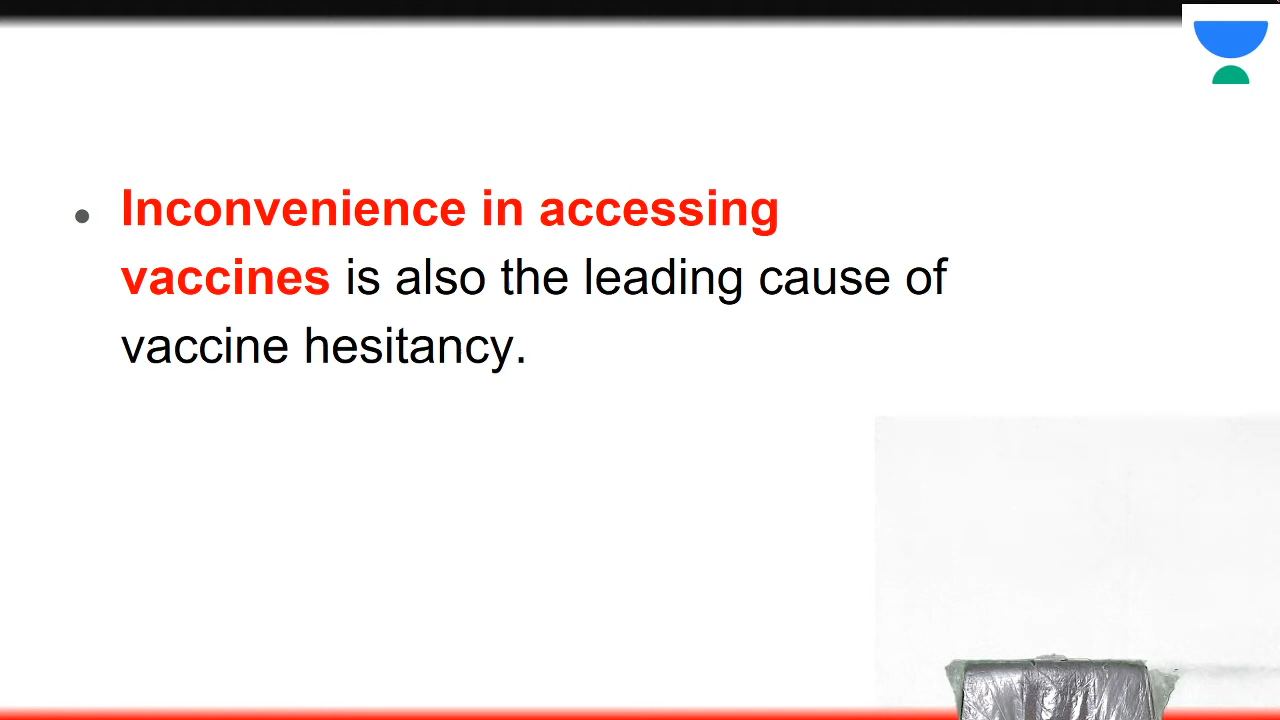 Inconvenience in accessing
vaccines is also the leading cause of
vaccine hesitancy.